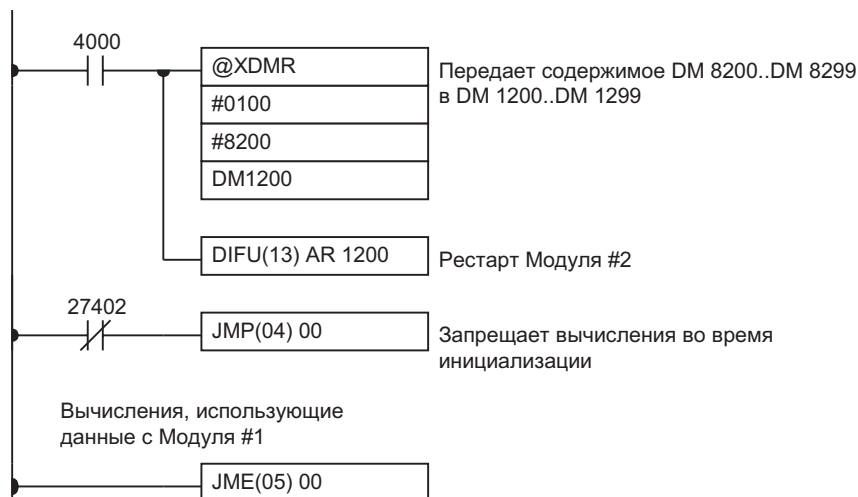 4000
@XDMR
#0100
#8200
DM1200
Передает содержимое DM 8200..DM 8299
в DM 1200..DM 1299
DIFU(13) AR 1200
Рестарт Модуля #2
27402
JMP(04) 00
Запрещает вычисления во время
инициализации
Вычисления, использующие
данные с Модуля #1
JME(05) 00